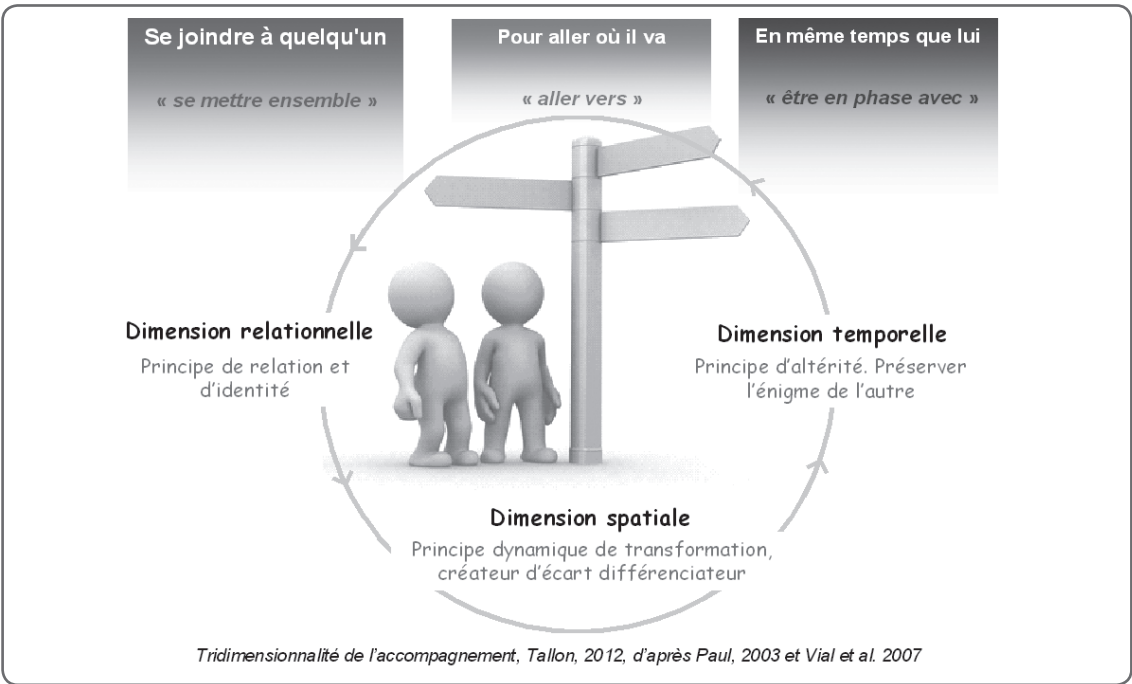 Se joindre à quelqu'un
« se mettre ensemble »
Pour aller où il va
« aller vers »
En même temps que lui
« être en phase avec »
Dimension relationnelle
Principe de relation et
d'identité
Dimension temporelle
Principe d'altérité. Préserver
l'énigme de l'autre
Dimension spatiale
Principe dynamique de transformation,
créateur d'écart différenciateur
Tridimensionnalité de l'accompagnement, Tallon, 2012, d'après Paul, 2003 et Vial et al. 2007